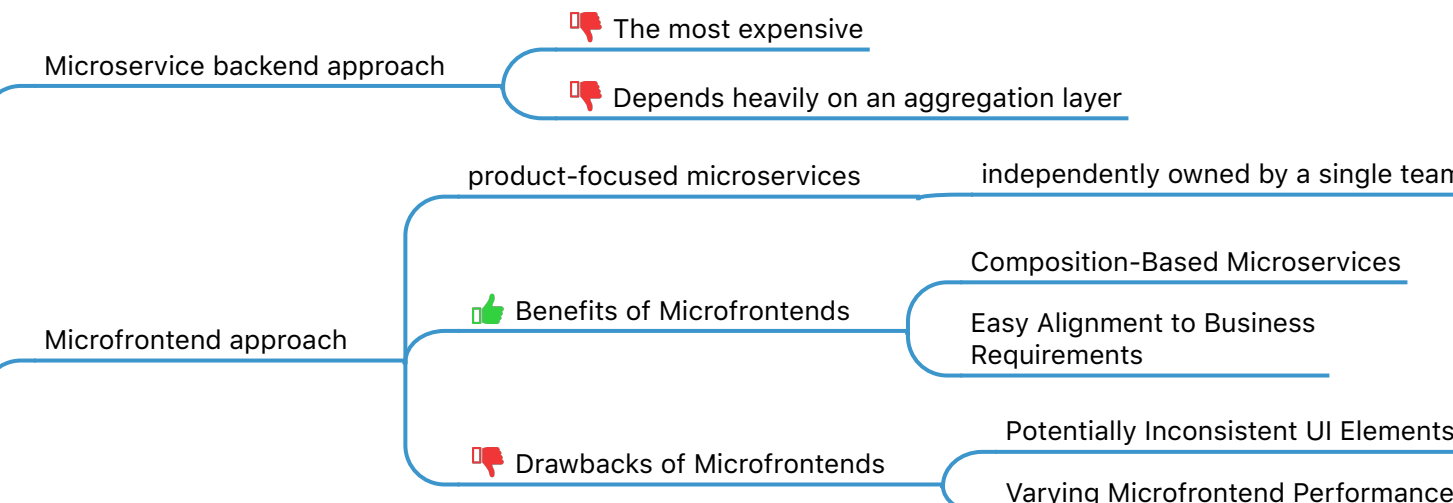 Microservice backend approach
The most expensive
Depends heavily on an aggregation layer
Microfrontend approach
product-focused microservices
independently owned by a single team
Benefits of Microfrontends
Composition-Based Microservices
Easy Alignment to Business
Requirements
Drawbacks of Microfrontends
Potentially Inconsistent UI Elements
Varying Microfrontend Performance